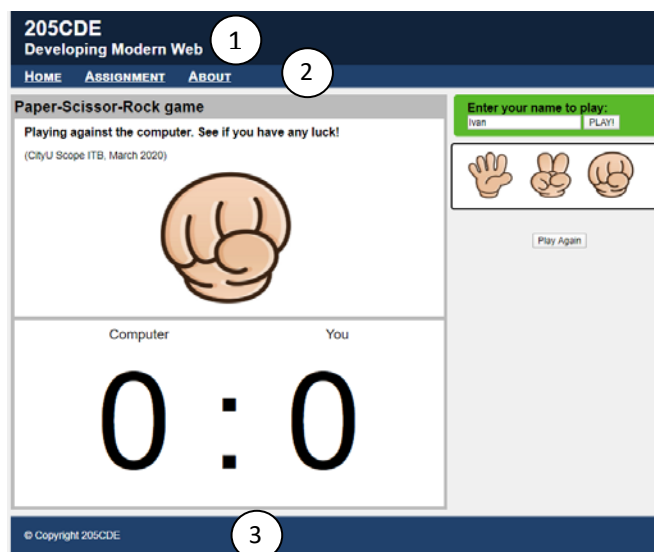 205CDE
Developing Modern Web
1
2
Home Assignment About
Paper-Scissor-Rock game
Playing against the computer. See if you have any luck!
(CityU Scope ITB, March 2020)
Enter your name to play:
Ivan PLAY!
Play Again
Computer You
0 : 0
© Copyright 205CDE
3